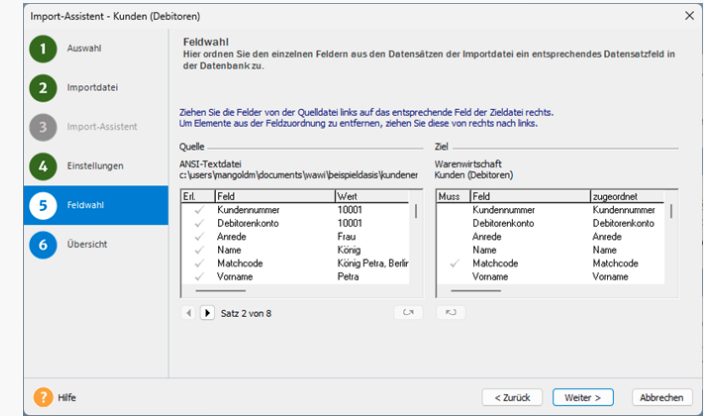 Import-Assistent - Kunden (Debitoren)
1 Auswahl
2 Importdatei
3 Import-Assistent
4 Einstellungen
5 Feldwahl
6 Übersicht
Feldwahl
Hier ordnen Sie den einzelnen Feldern aus den Datensätzen der Importdatei ein entsprechendes Datensatzfeld in
der Datenbank zu.
Ziehen Sie die Felder von der Quelldatei links auf das entsprechende Feld der Zieldatei rechts.
Um Elemente aus der Feldzuordnung zu entfernen, ziehen Sie diese von rechts nach links.
Quelle
ANSI-Textdatei
c:\users\mangoldm\documents\wawi\beispieldasis\kundener
Erl. Feld Wert
Kundennummer 10001
Debitorenkonto 10001
Anrede Frau
Name König
Matchcode König Petra, Berlir
Vorname Petra
Satz 2 von 8
Ziel
Warenwirtschaft
Kunden (Debitoren)
Muss Feld zugeordnet
Kundennummer Kundennummer
Debitorenkonto Debitorenkonto
Anrede Anrede
Name Name
Matchcode Matchcode
Vorname Vorname
? Hilfe
< Zurück
Weiter >
Abbrechen